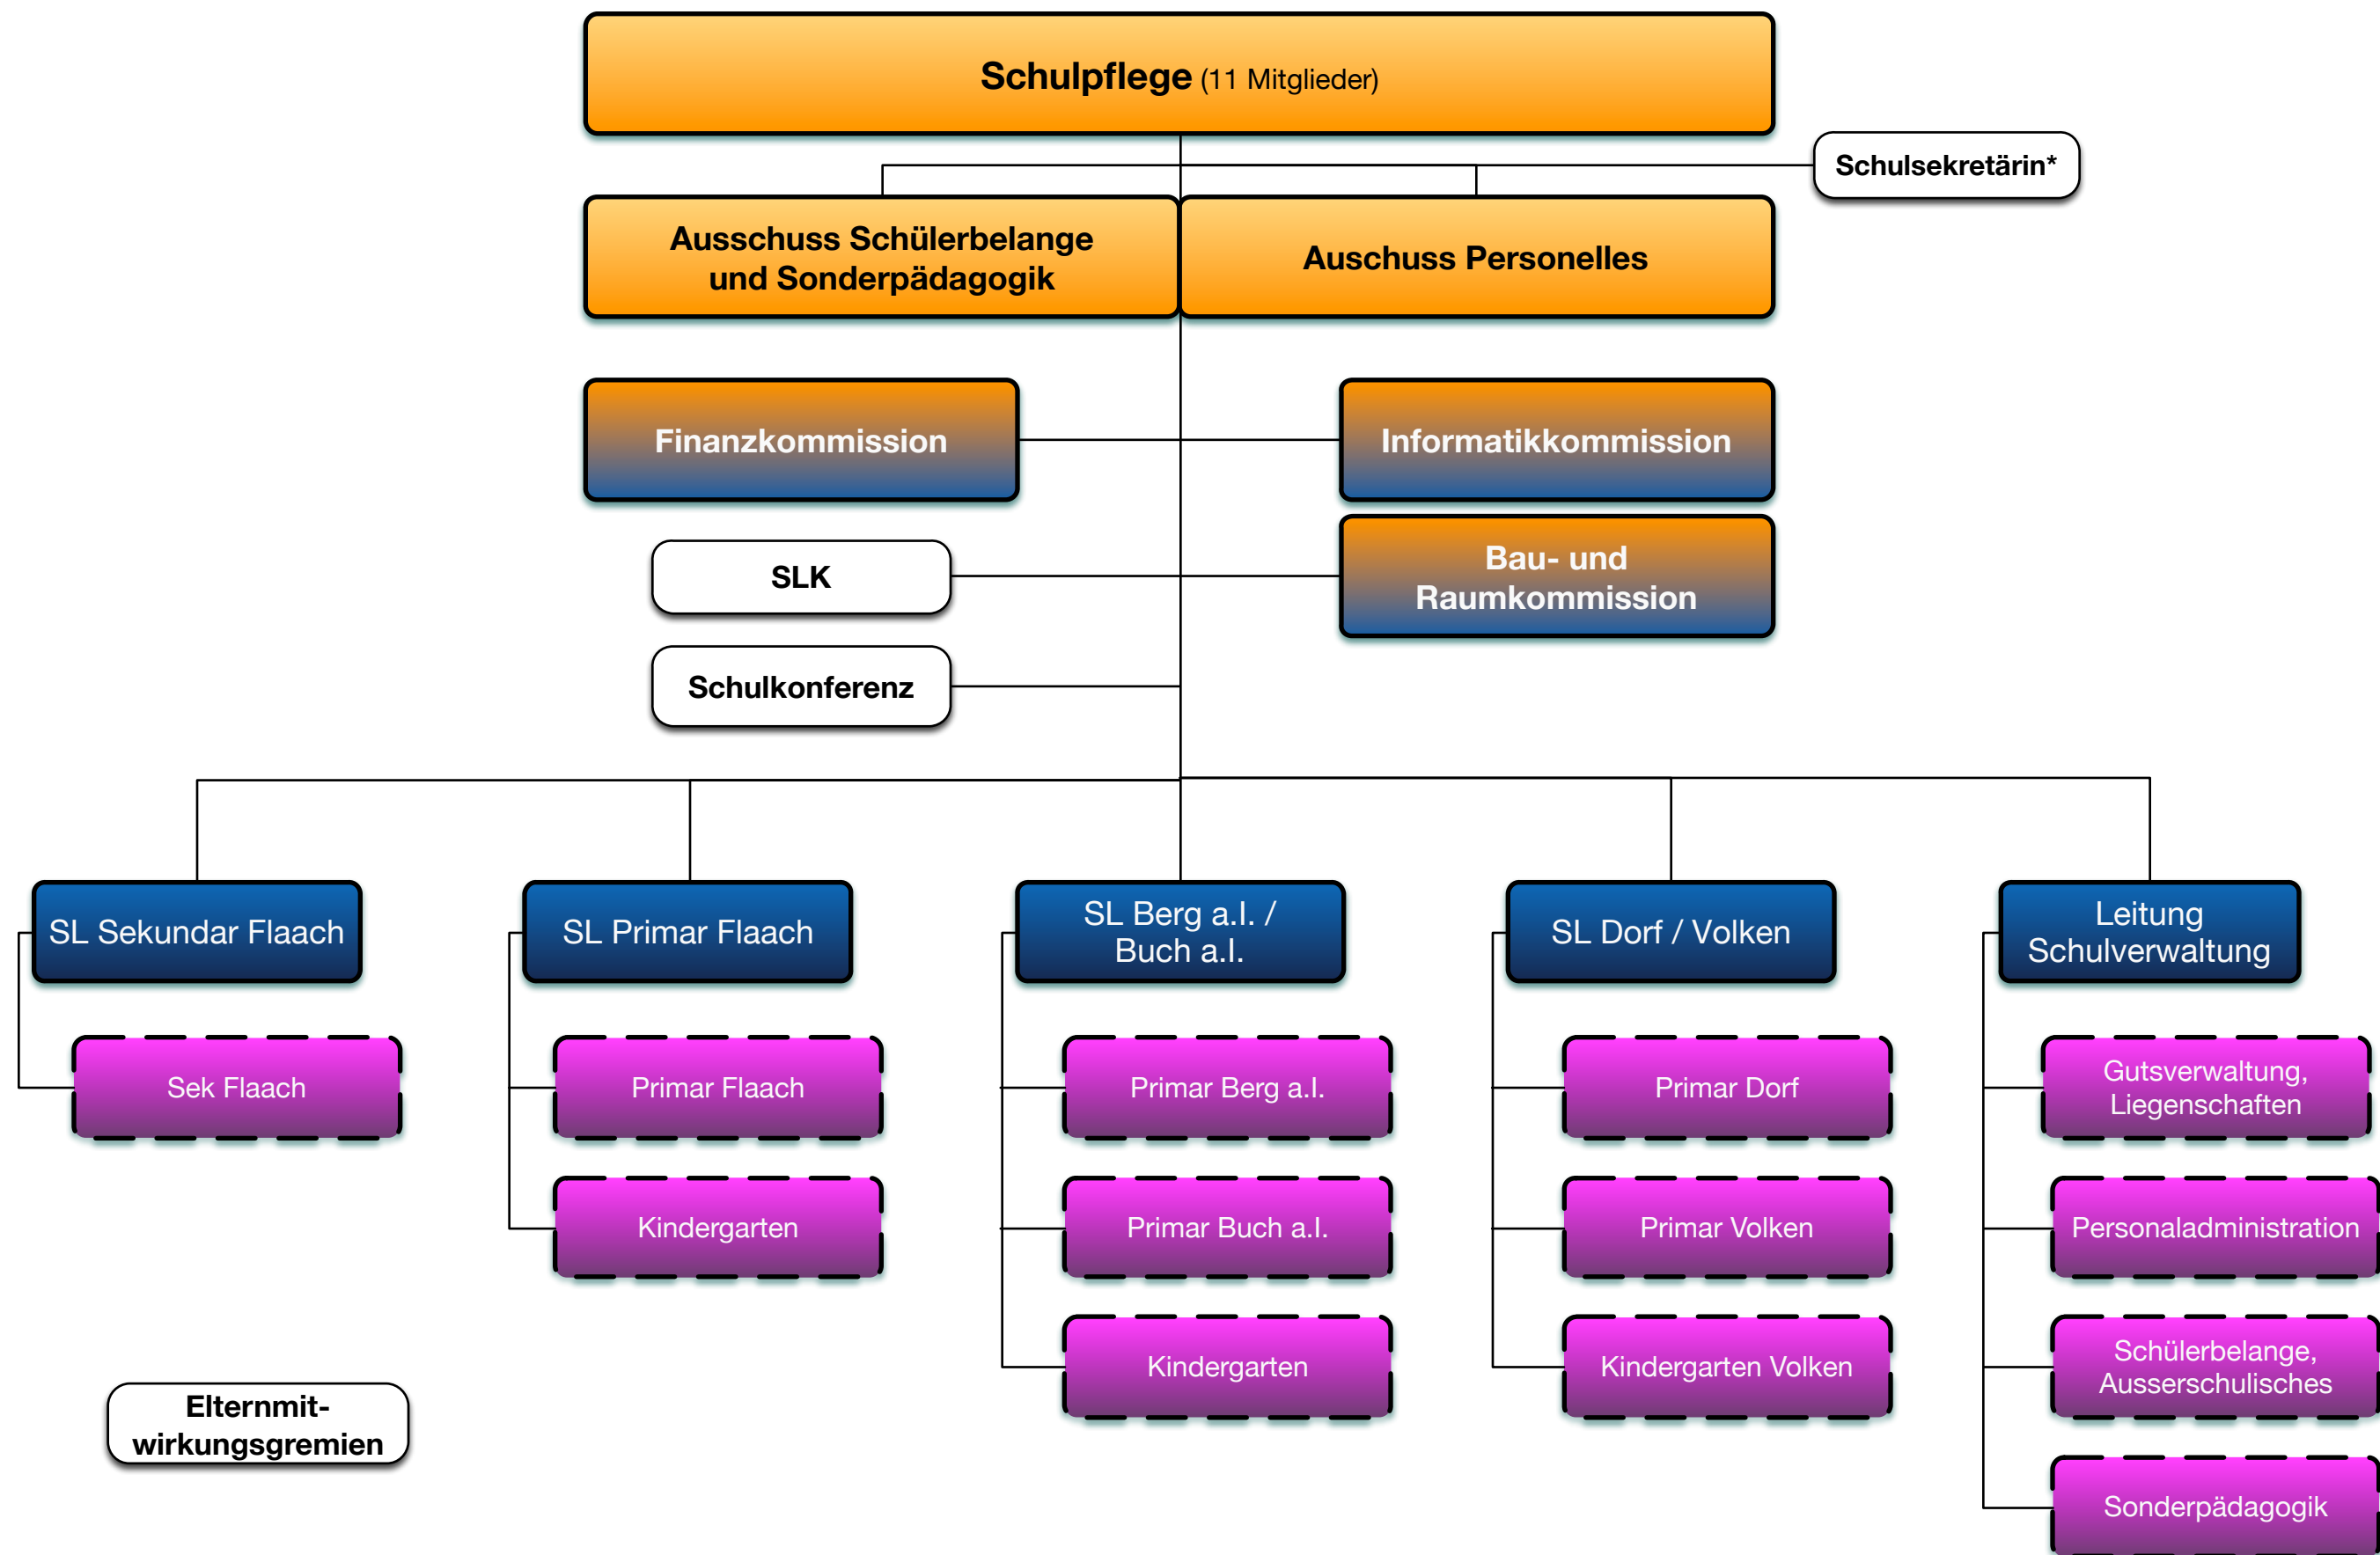 Schulpflege (11 Mitglieder)
Schulsekretärin*
Ausschuss Schülerbelange
und Sonderpädagogik
Auschuss Personelles
Finanzkommission
Informatikkommission
SLK
Bau- und
Raumkommission
Schulkonferenz
SL Sekundar Flaach
SL Primar Flaach
SL Berg a.I. /
Buch a.I.
SL Dorf / Volken
Leitung
Schulverwaltung
Sek Flaach
Primar Flaach
Primar Berg a.I.
Primar Dorf
Gutsverwaltung,
Liegenschaften
Kindergarten
Primar Buch a.I.
Primar Volken
Personaladministration
Kindergarten
Kindergarten Volken
Schülerbelange,
Ausserschulisches
Elternmit-
wirkungsgremien
Sonderpädagogik